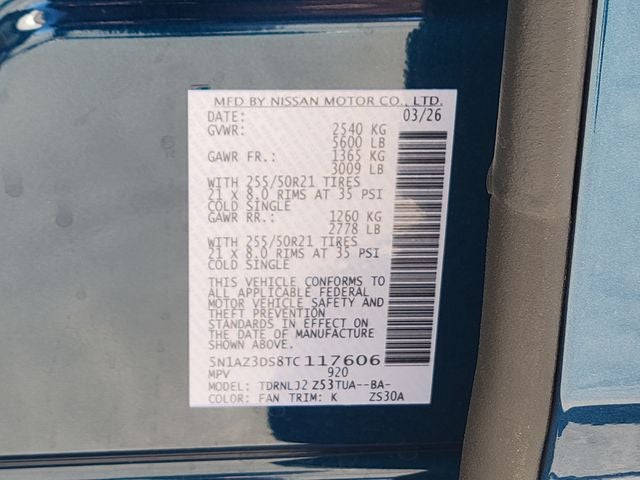 MFD BY NISSAN MOTOR CO., LTD.
DATE: 03/26
GVWR: 2540 KG
5600 LB
GAWR FR.: 1365 KG
3009 LB
WITH 255/50R21 TIRES
21 X 8.0 RIMS AT 35 PSI
COLD SINGLE
GAWR RR.: 1260 KG
2778 LB
WITH 255/50R21 TIRES
21 X 8.0 RIMS AT 35 PSI
COLD SINGLE
THIS VEHICLE CONFORMS TO
ALL APPLICABLE FEDERAL
MOTOR VEHICLE SAFETY AND
THEFT PREVENTION
STANDARDS IN EFFECT ON
THE DATE OF MANUFACTURE
SHOWN ABOVE.
5N1AZ3DS8TC117606
MPV 920
MODEL: TDRNLJ2 Z53TUA--BA-
COLOR: FAN TRIM: K ZS30A